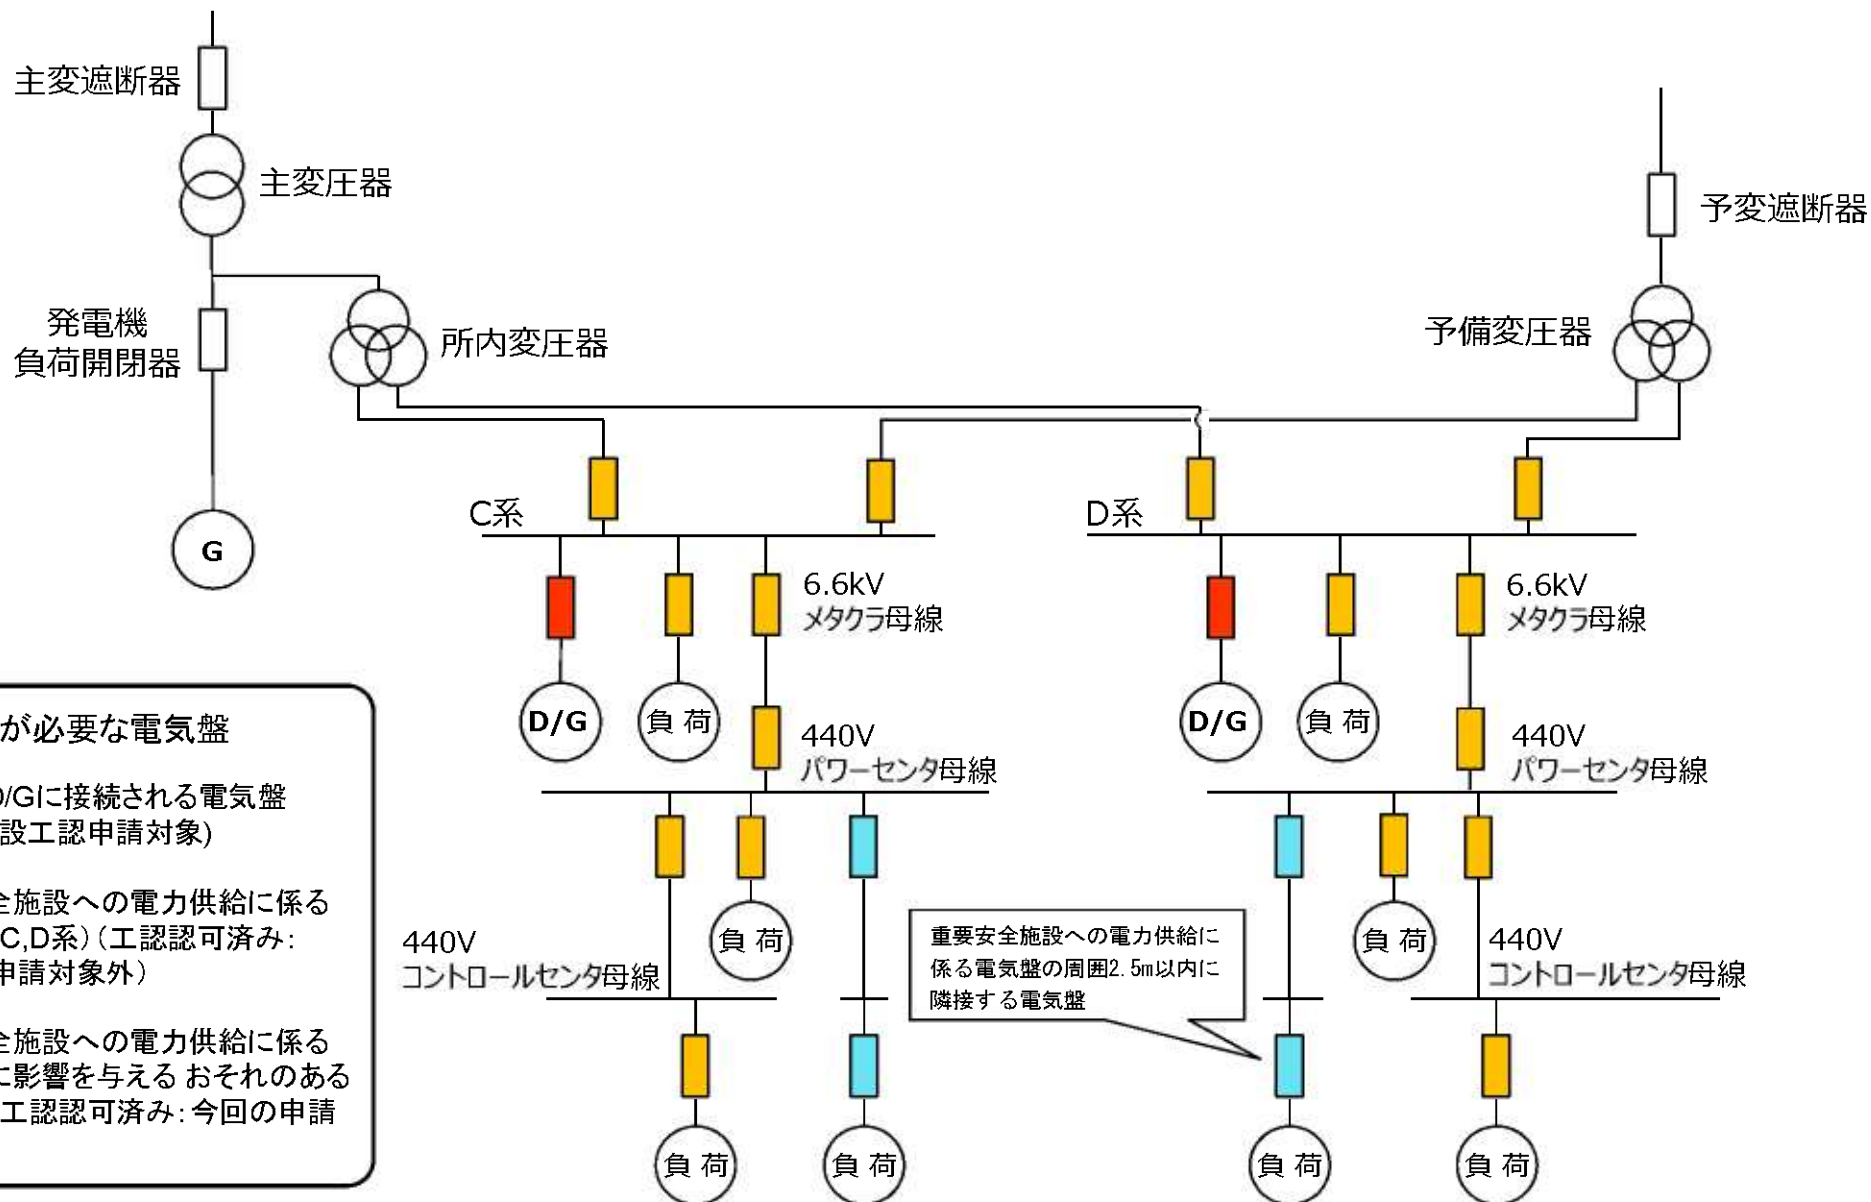 主変遮断器
主変圧器
予変遮断器
発電機
負荷開閉器
所内変圧器
予備変圧器
G
C系
D系
6.6kV
メタクラ母線
6.6kV
メタクラ母線
D/G
負 荷
D/G
負 荷
440V
パワーセンタ母線
440V
パワーセンタ母線
が必要な電気盤
D/Gに接続される電気盤
設工認申請対象)
全施設への電力供給に係る
C,D系）（工認認可済み：
申請対象外）
全施設への電力供給に係る
に影響を与える おそれのある
工認認可済み：今回の申請
負 荷
負 荷
440V
コントロールセンタ母線
重要安全施設への電力供給に
係る電気盤の周囲2.5m以内に
隣接する電気盤
440V
コントロールセンタ母線
負 荷
負 荷
負 荷
負 荷